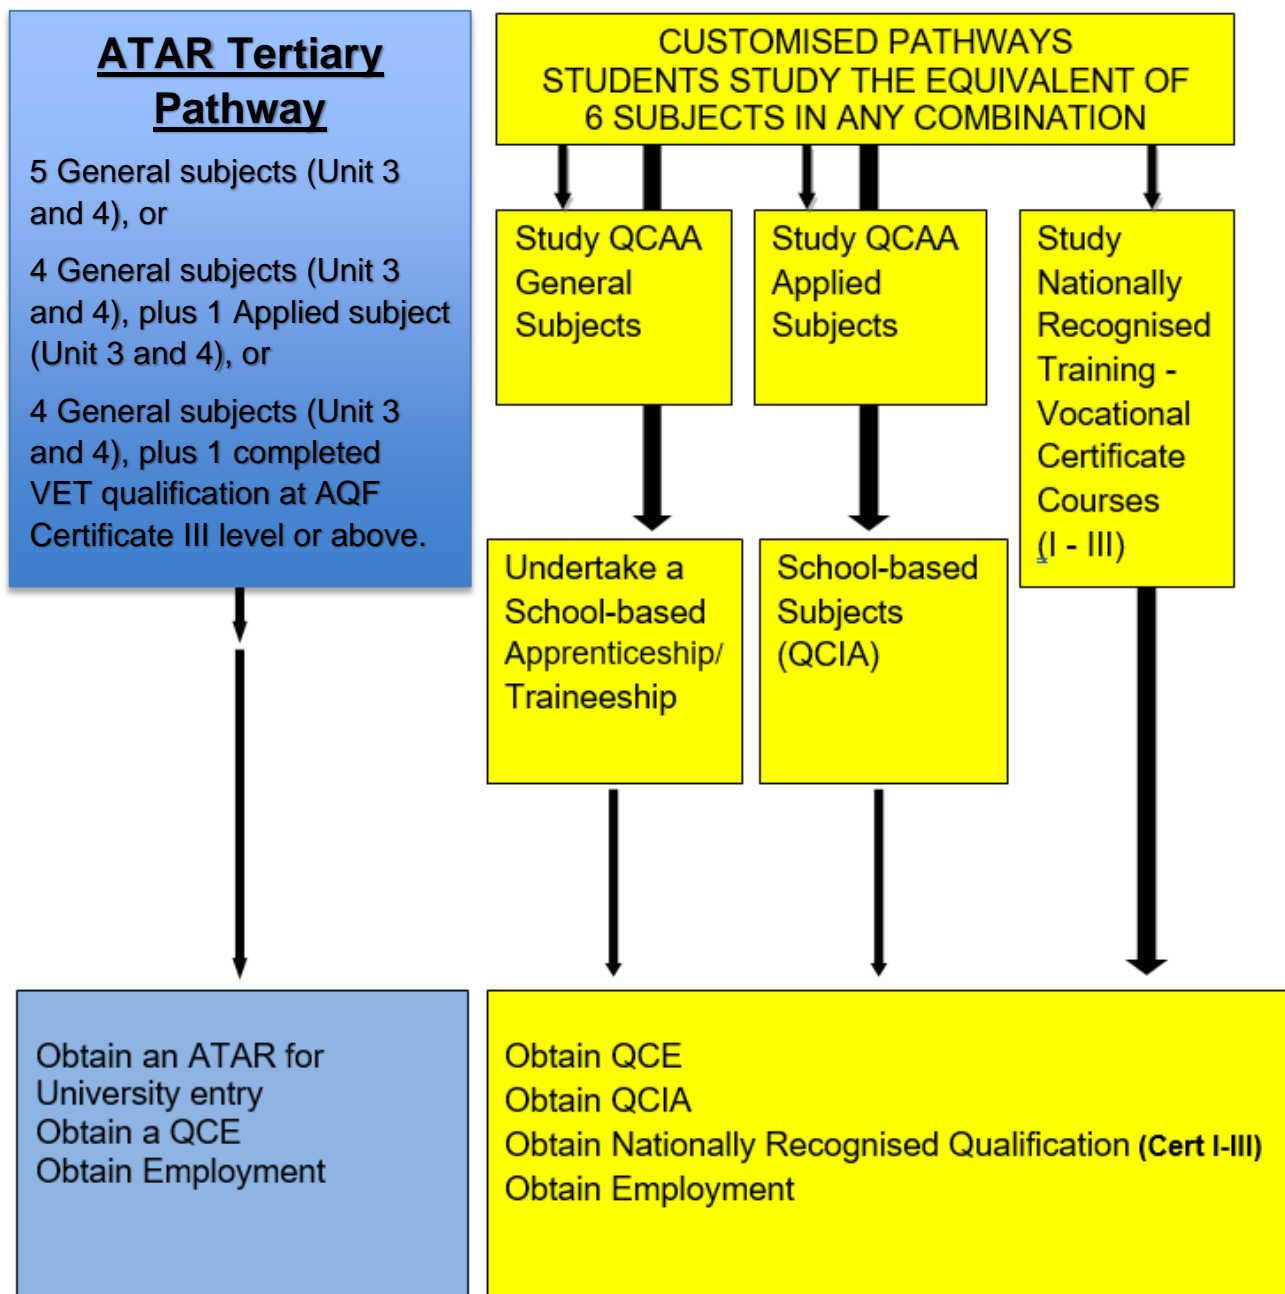 ATAR Tertiary
Pathway
5 General subjects (Unit 3
and 4), or
4 General subjects (Unit 3
and 4), plus 1 Applied subject
(Unit 3 and 4), or
4 General subjects (Unit 3
and 4), plus 1 completed
VET qualification at AQF
Certificate III level or above.
CUSTOMISED PATHWAYS
STUDENTS STUDY THE EQUIVALENT OF
6 SUBJECTS IN ANY COMBINATION
Study QCAA
General
Subjects
Study QCAA
Applied
Subjects
Study
Nationally
Recognised
Training -
Vocational
Certificate
Courses
(I - III)
Undertake a
School-based
Apprenticeship/
Traineeship
School-based
Subjects
(QCIA)
Obtain an ATAR for
University entry
Obtain a QCE
Obtain Employment
Obtain QCE
Obtain QCIA
Obtain Nationally Recognised Qualification (Cert I-III)
Obtain Employment